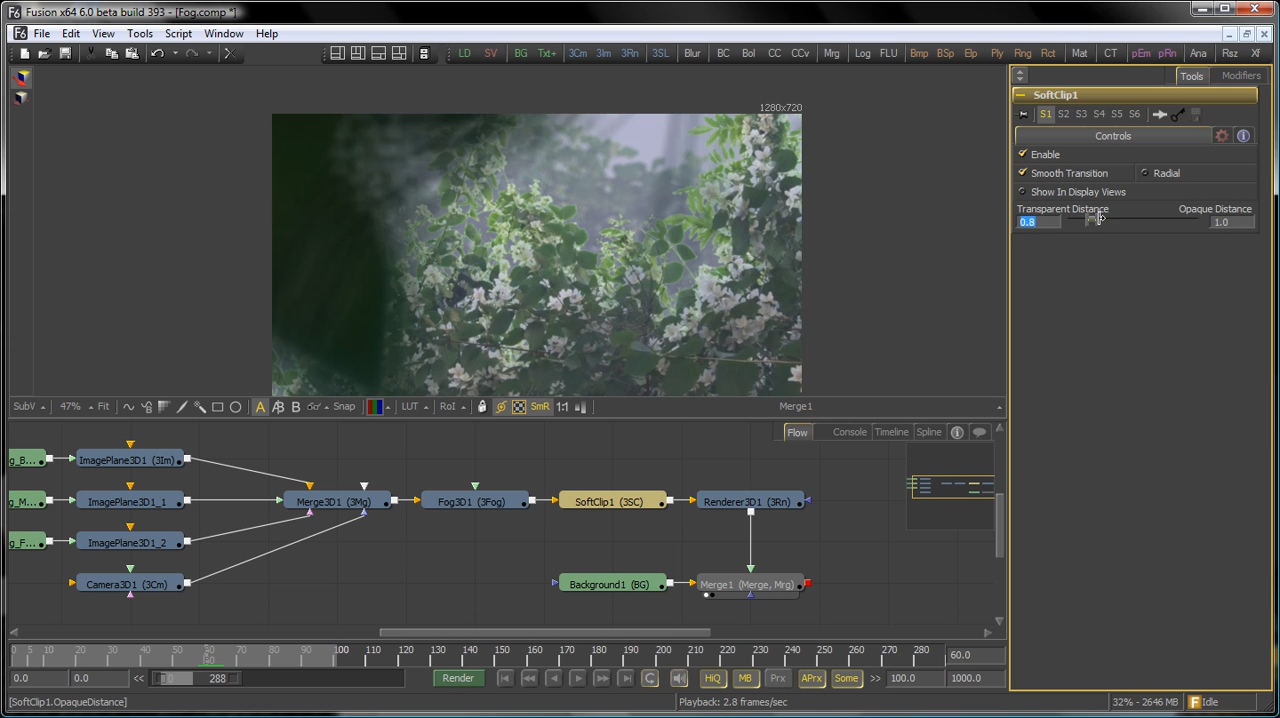 Fusion x64 6.0 beta build 393 - [Fog.comp *]
File Edit View Tools Script Window Help
LD SV BG Txt+ 3Cm 3Im 3Rn 3SL Blur BC Bol CC CCv Mrg Log FLU Bmp BSp Elp Ply Rng Rct Mat CT pEm pRn Ana Rsz Xf
1280x720
Tools Modifiers
SoftClip1
S1 S2 S3 S4 S5 S6
Controls
Enable
Smooth Transition Radial
Show In Display Views
Transparent Distance Opaque Distance
0.8 1.0
SubV 47% Fit A B Snap LUT RoI SmR 1:1 Merge1
Flow Console Timeline Spline
g_B... ImagePlane3D1 (3Im)
g_M... ImagePlane3D1_1 Merge3D1 (3Mg) Fog3D1 (3Fog) SoftClip1 (3SC) Renderer3D1 (3Rn)
g_F... ImagePlane3D1_2
Camera3D1 (3Cm) Background1 (BG) Merge1 (Merge, Mrg)
0 5 10 20 30 40 50 60 70 80 90 100 110 120 130 140 150 160 170 180 190 200 210 220 230 240 250 260 270 280 60.0
0.0 0.0 << 288 Render HiQ MB Prx APrx Some >> 100.0 1000.0
[SoftClip1.OpaqueDistance] Playback: 2.8 frames/sec 32% - 2646 MB Idle